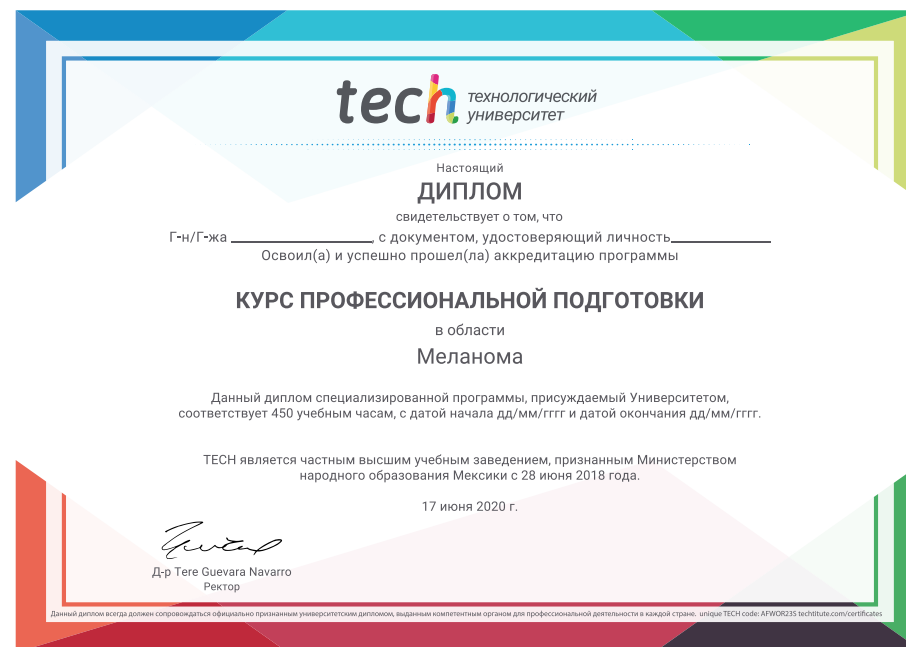 tech технологический
университет
Настоящий
ДИПЛОМ
свидетельствует о том, что
Г-н/Г-жа ____________, с документом, удостоверяющий личность____________
Освоил(а) и успешно прошел(ла) аккредитацию программы
КУРС ПРОФЕССИОНАЛЬНОЙ ПОДГОТОВКИ
в области
Меланома
Данный диплом специализированной программы, присуждаемый Университетом,
соответствует 450 учебным часам, с датой начала дд/мм/гггг и датой окончания дд/мм/гггг.
TECH является частным высшим учебным заведением, признанным Министерством
народного образования Мексики с 28 июня 2018 года.
17 июня 2020 г.
Д-р Tere Guevara Navarro
Ректор
Данный диплом всегда должен сопровождаться официально признанным университетским дипломом, выданным компетентным органом для профессиональной деятельности в каждой стране. unique TECH code: AFWOR23S techtitute.com/certificates